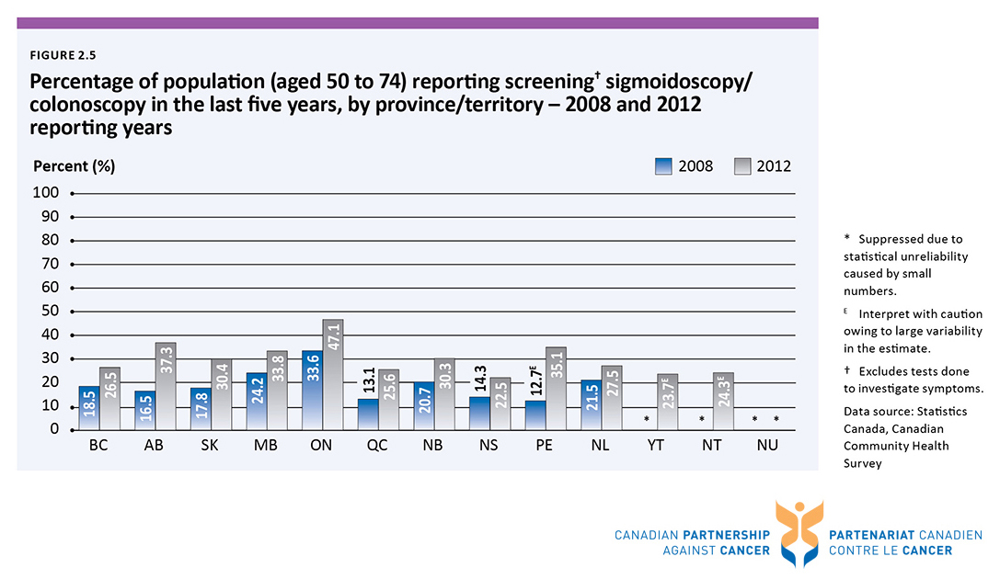 FIGURE 2.5
Percentage of population (aged 50 to 74) reporting screening† sigmoidoscopy/
colonoscopy in the last five years, by province/territory – 2008 and 2012
reporting years
Percent (%)
2008 2012
100
90
80
70
60
50
40
30
20
10
0
18.5 26.5 16.5 37.3 17.8 30.4 24.2 33.8 33.6 47.1 13.1 25.6 20.7 30.3 14.3 22.5 12.7E 35.1 21.5 27.5 * 23.7E * 24.3E * *
BC AB SK MB ON QC NB NS PE NL YT NT NU
* Suppressed due to
statistical unreliability
caused by small
numbers.
E Interpret with caution
owing to large variability
in the estimate.
† Excludes tests done
to investigate symptoms.
Data source: Statistics
Canada, Canadian
Community Health
Survey
CANADIAN PARTNERSHIP
AGAINST CANCER
PARTENARIAT CANADIEN
CONTRE LE CANCER